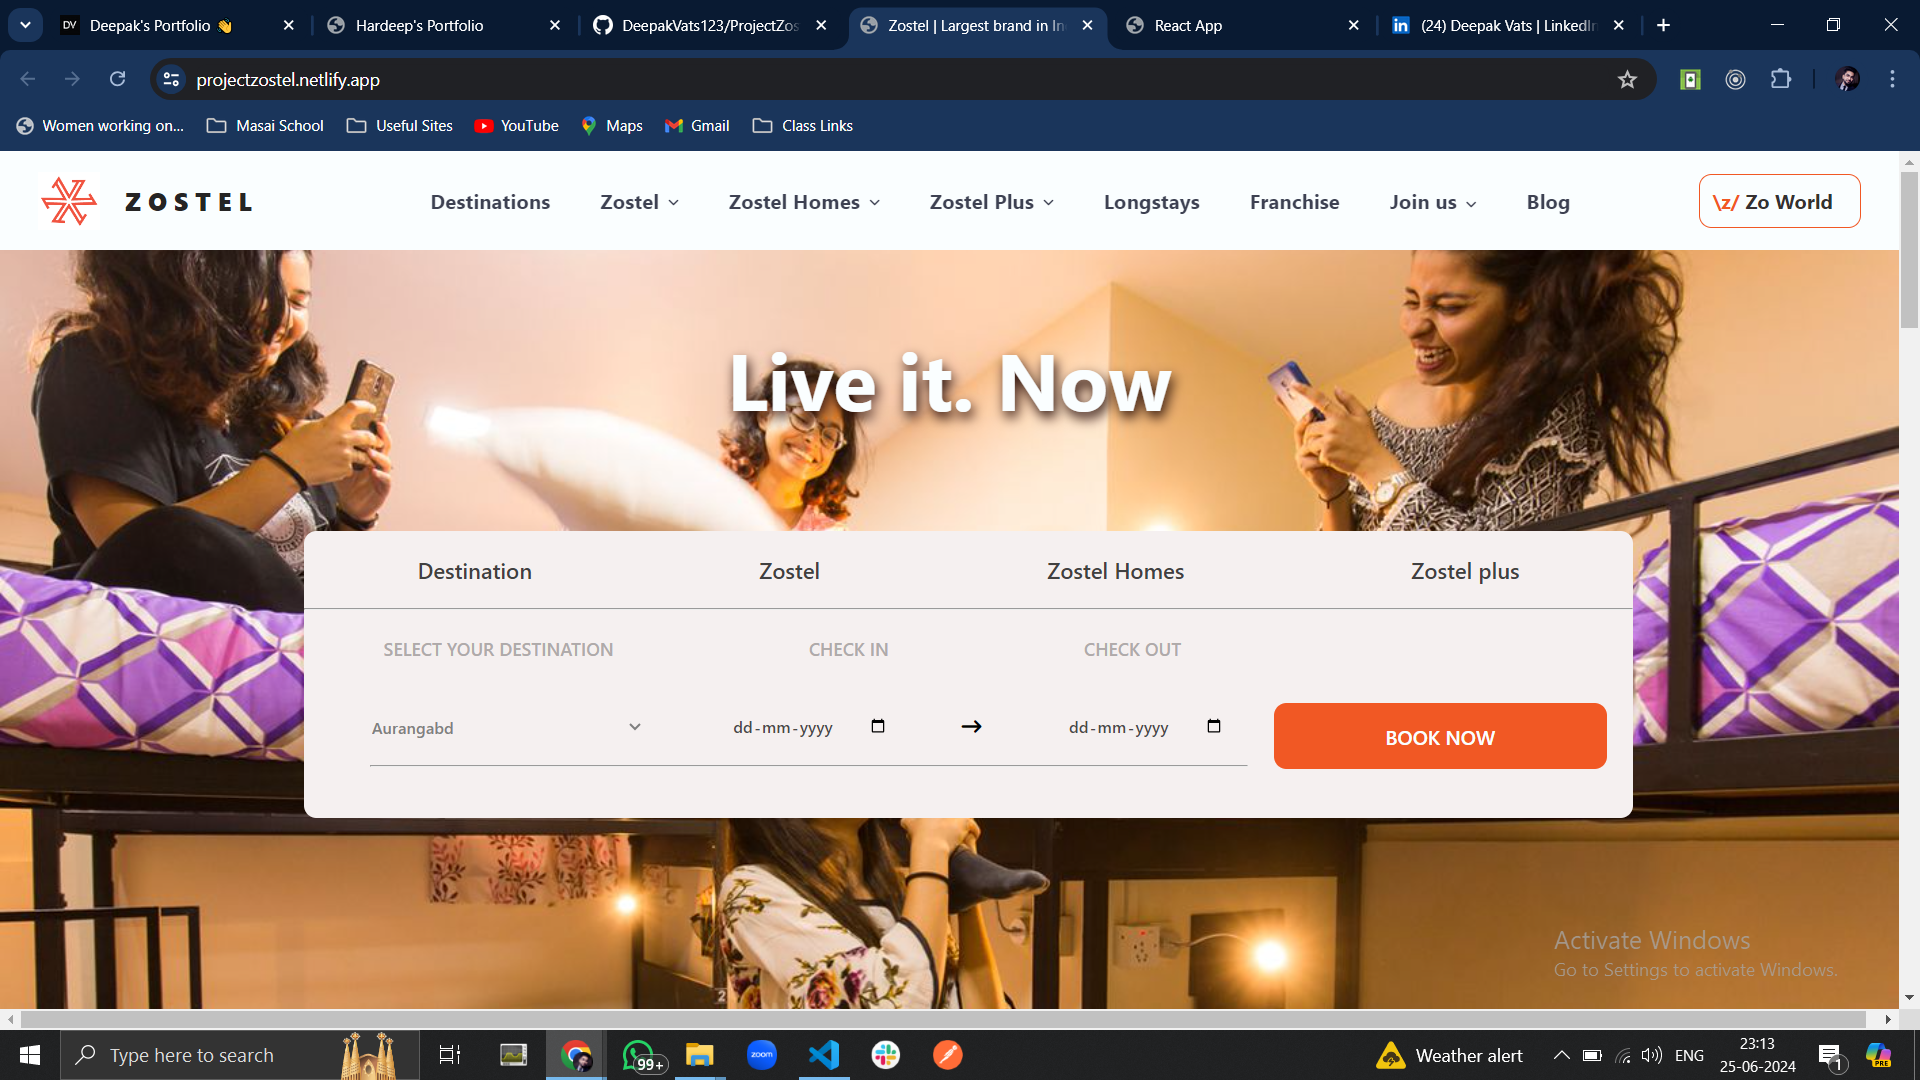 DV Deepak's Portfolio 👋
Hardeep's Portfolio
DeepakVats123/ProjectZos
Zostel | Largest brand in In
React App
(24) Deepak Vats | LinkedIn
projectzostel.netlify.app
Women working on...
Masai School
Useful Sites
YouTube
Maps
Gmail
Class Links
ZOSTEL
Destinations
Zostel
Zostel Homes
Zostel Plus
Longstays
Franchise
Join us
Blog
\z/ Zo World
Live it. Now
Destination
Zostel
Zostel Homes
Zostel plus
SELECT YOUR DESTINATION
CHECK IN
CHECK OUT
Aurangabd
dd-mm-yyyy
→
dd-mm-yyyy
BOOK NOW
2
Activate Windows
Go to Settings to activate Windows.
Type here to search
99+
zoom
Weather alert
ENG
23:13
25-06-2024
1
PRE